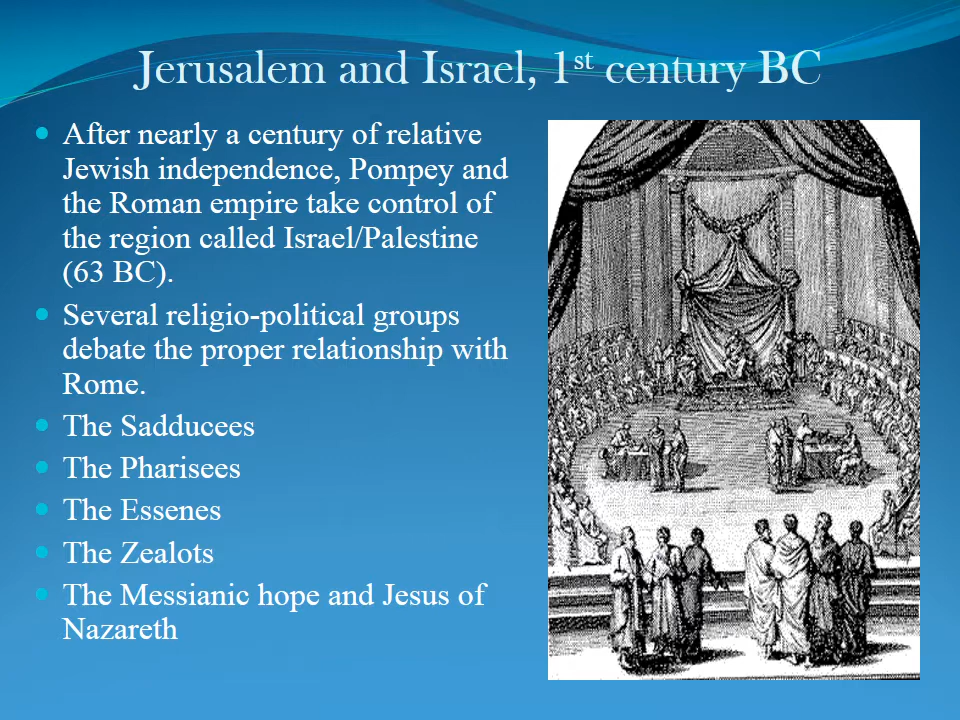 Jerusalem and Israel, 1st century BC
After nearly a century of relative
Jewish independence, Pompey and
the Roman empire take control of
the region called Israel/Palestine
(63 BC).
Several religio-political groups
debate the proper relationship with
Rome.
The Sadducees
The Pharisees
The Essenes
The Zealots
The Messianic hope and Jesus of
Nazareth